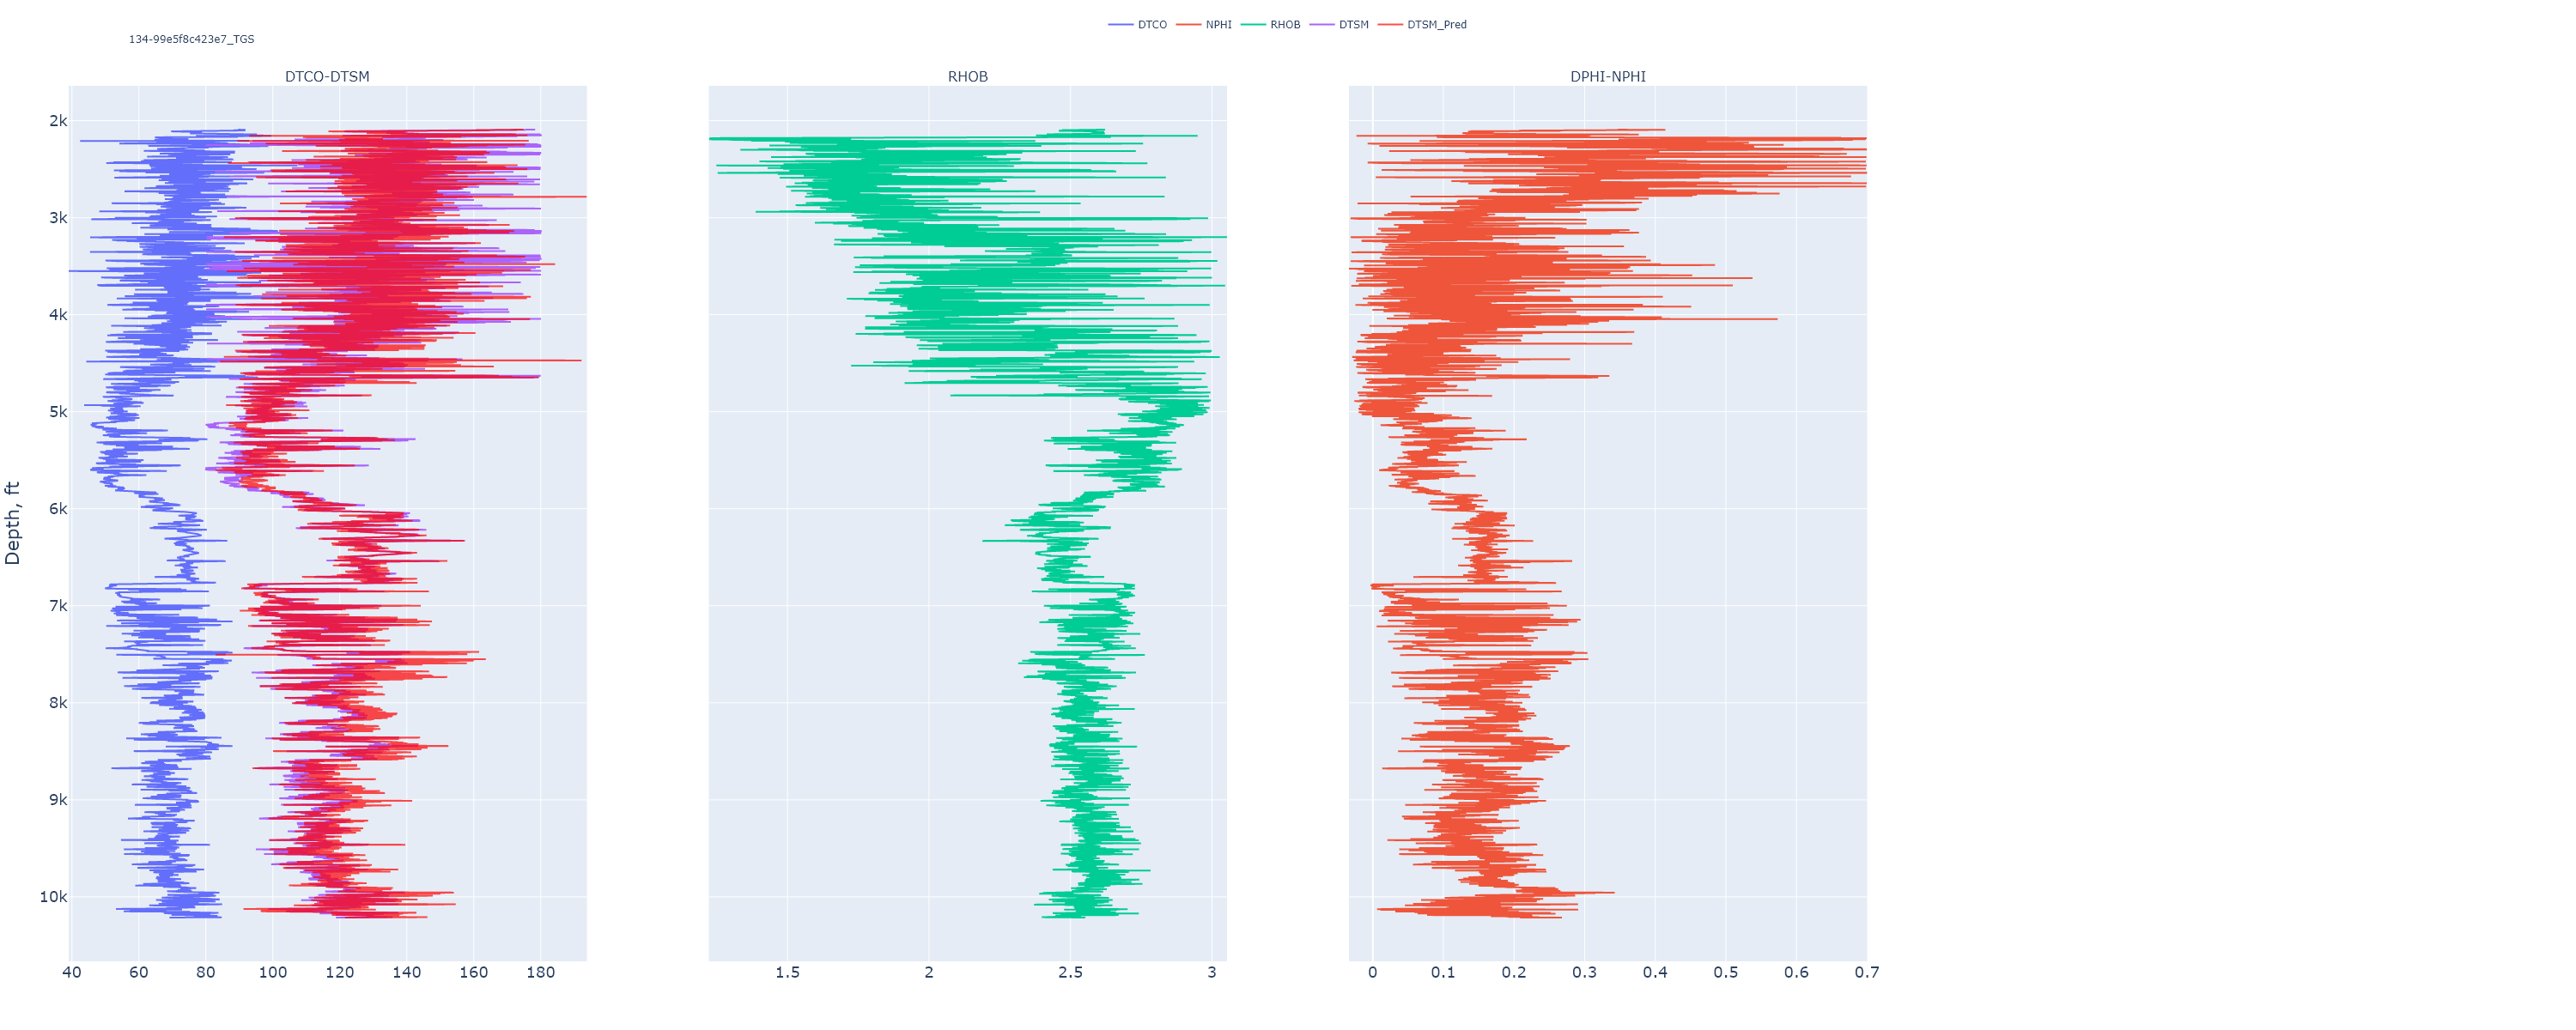 DTCO NPHI RHOB DTSM DTSM_Pred
134-99e5f8c423e7_TGS
DTCO-DTSM RHOB DPHI-NPHI
Depth, ft
2k
3k
4k
5k
6k
7k
8k
9k
10k
40 60 80 100 120 140 160 180
1.5 2 2.5 3
0 0.1 0.2 0.3 0.4 0.5 0.6 0.7